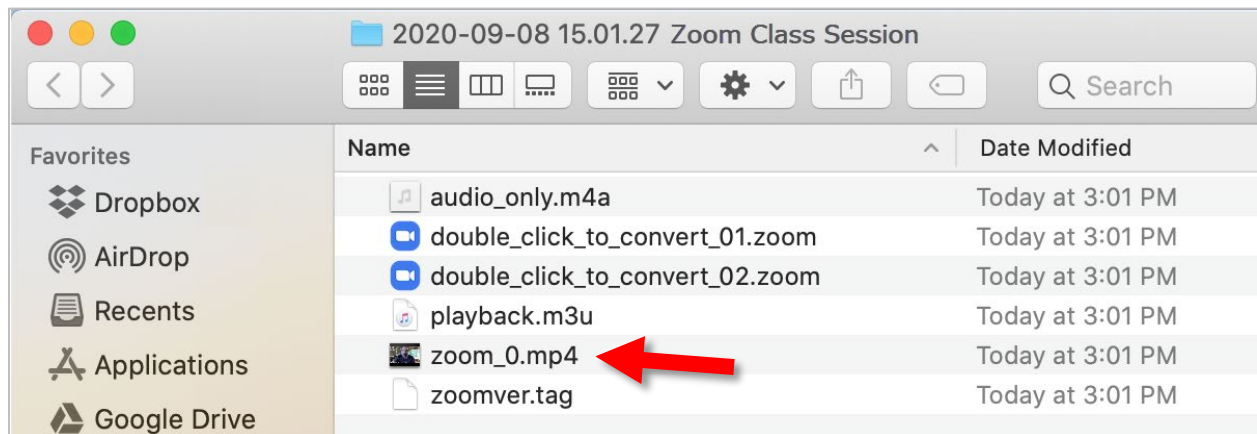 2020-09-08 15.01.27 Zoom Class Session
Search
Favorites
Dropbox
AirDrop
Recents
Applications
Google Drive
Name Date Modified
audio_only.m4a Today at 3:01 PM
double_click_to_convert_01.zoom Today at 3:01 PM
double_click_to_convert_02.zoom Today at 3:01 PM
playback.m3u Today at 3:01 PM
zoom_0.mp4 Today at 3:01 PM
zoomver.tag Today at 3:01 PM